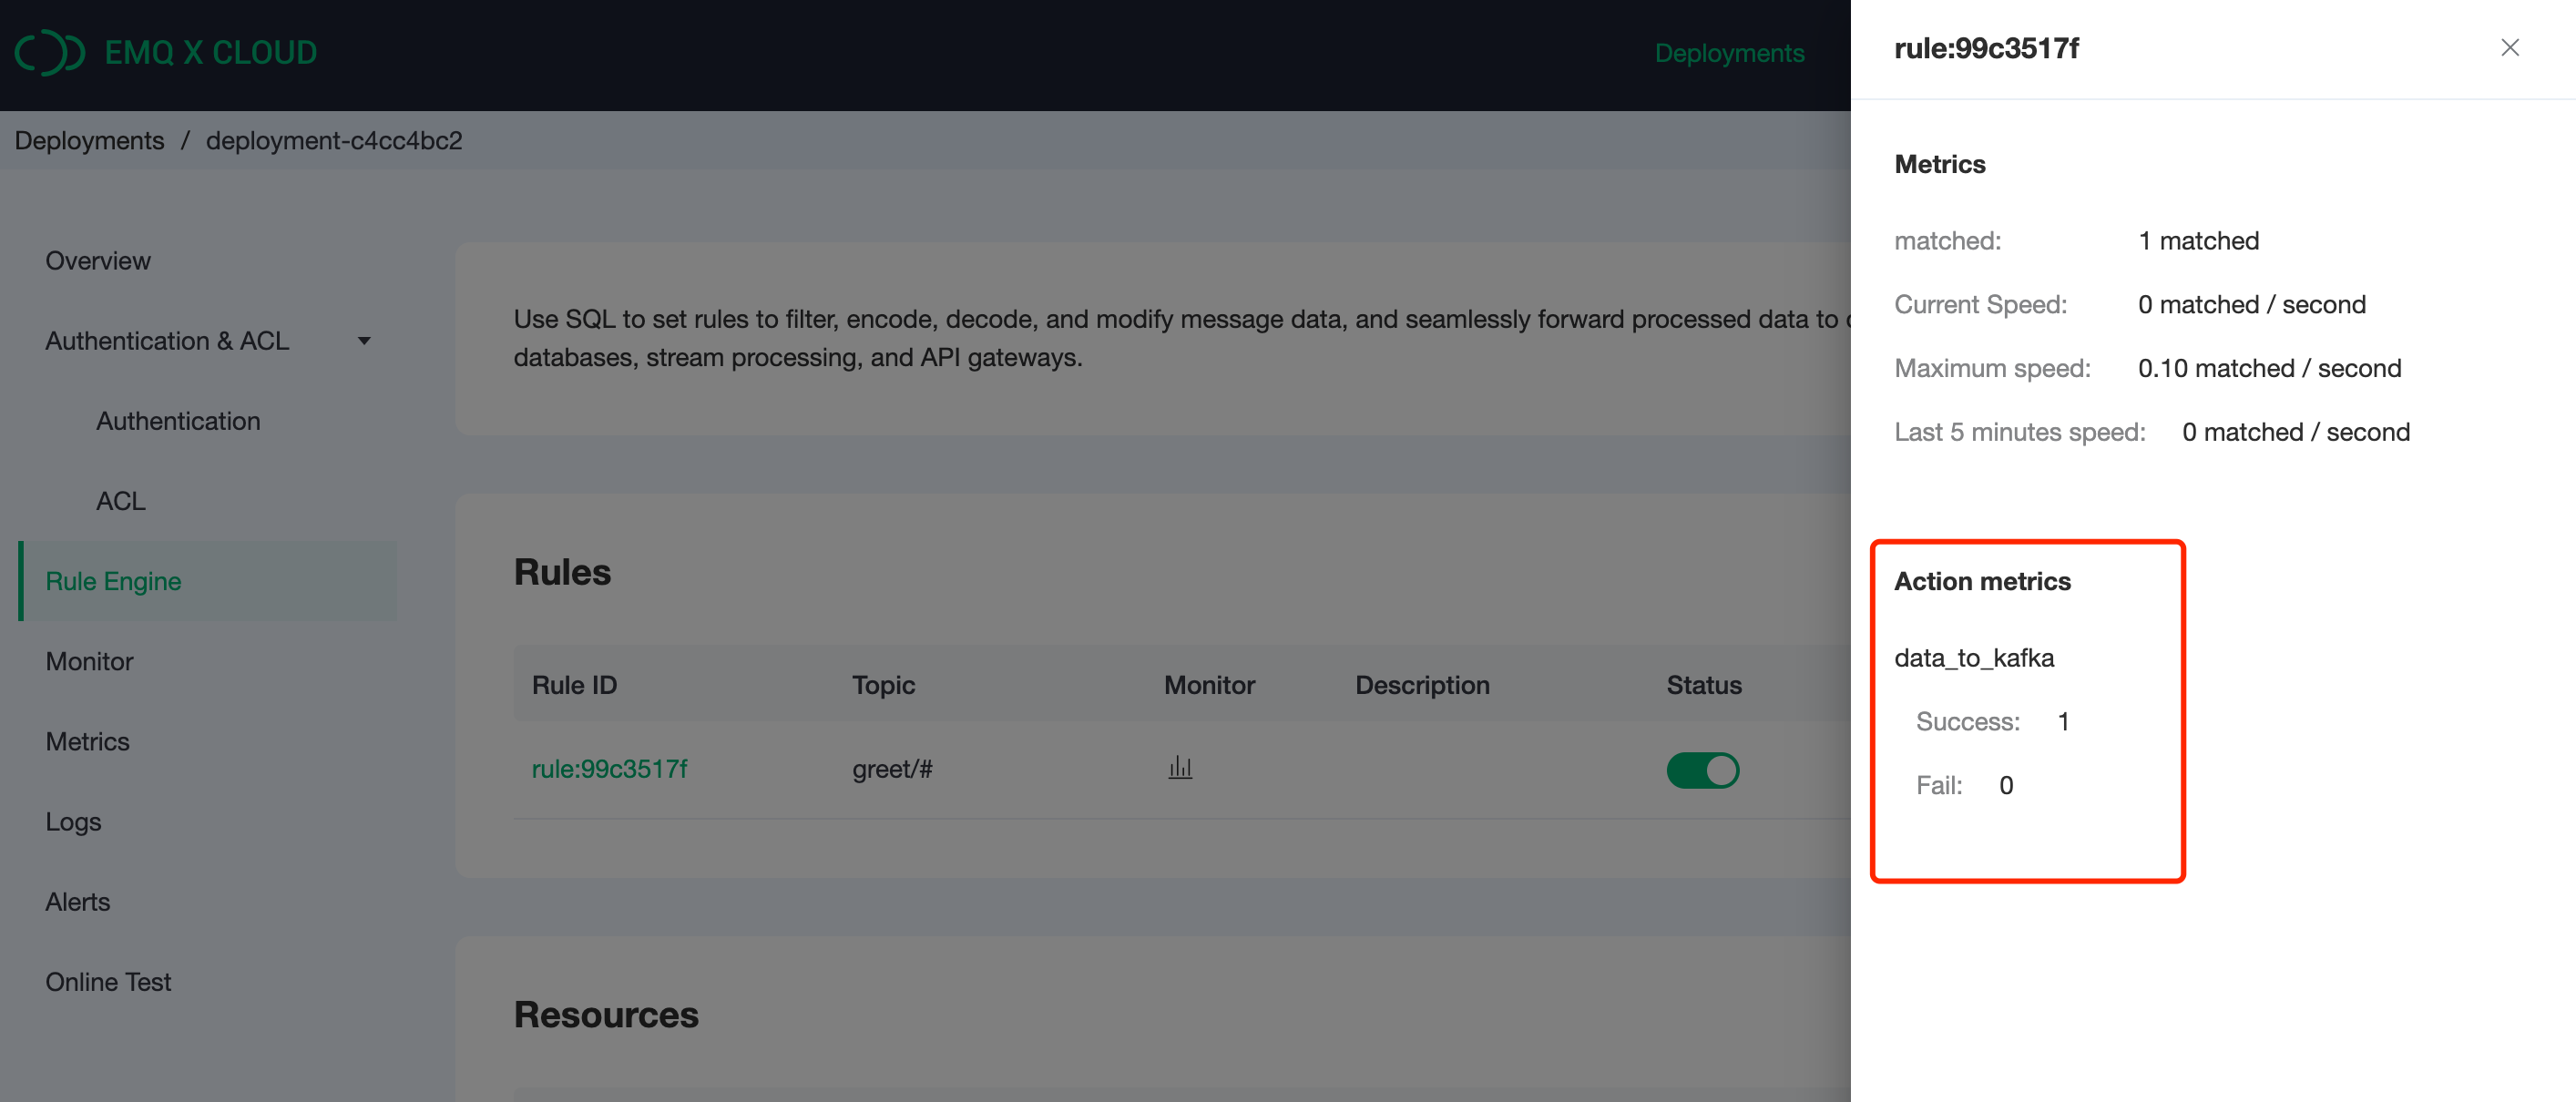 EMQ X CLOUD
Deployments
Deployments / deployment-c4cc4bc2
Overview
Authentication & ACL
Authentication
ACL
Rule Engine
Monitor
Metrics
Logs
Alerts
Online Test
Use SQL to set rules to filter, encode, decode, and modify message data, and seamlessly forward processed data to
databases, stream processing, and API gateways.
Rules
Rule ID Topic Monitor Description Status
rule:99c3517f greet/#
Resources
rule:99c3517f
Metrics
matched: 1 matched
Current Speed: 0 matched / second
Maximum speed: 0.10 matched / second
Last 5 minutes speed: 0 matched / second
Action metrics
data_to_kafka
Success: 1
Fail: 0